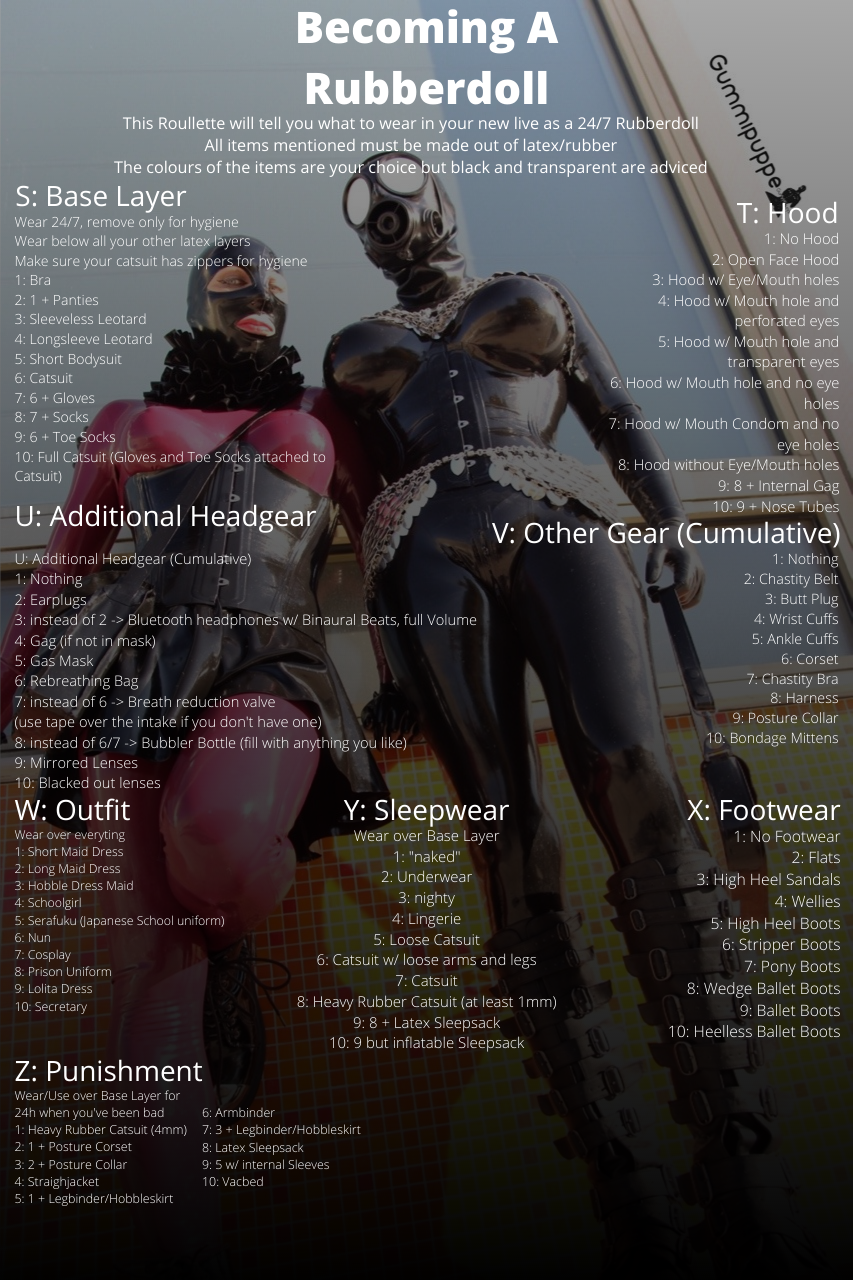 Becoming A
Rubberdoll
This Roullette will tell you what to wear in your new live as a 24/7 Rubberdoll
All items mentioned must be made out of latex/rubber
The colours of the items are your choice but black and transparent are adviced
Gummipuppe
S: Base Layer
Wear 24/7, remove only for hygiene
Wear below all your other latex layers
Make sure your catsuit has zippers for hygiene
1: Bra
2: 1 + Panties
3: Sleeveless Leotard
4: Longsleeve Leotard
5: Short Bodysuit
6: Catsuit
7: 6 + Gloves
8: 7 + Socks
9: 6 + Toe Socks
10: Full Catsuit (Gloves and Toe Socks attached to
Catsuit)
T: Hood
1: No Hood
2: Open Face Hood
3: Hood w/ Eye/Mouth holes
4: Hood w/ Mouth hole and
perforated eyes
5: Hood w/ Mouth hole and
transparent eyes
6: Hood w/ Mouth hole and no eye
holes
7: Hood w/ Mouth Condom and no
eye holes
8: Hood without Eye/Mouth holes
9: 8 + Internal Gag
10: 9 + Nose Tubes
U: Additional Headgear
U: Additional Headgear (Cumulative)
1: Nothing
2: Earplugs
3: instead of 2 -> Bluetooth headphones w/ Binaural Beats, full Volume
4: Gag (if not in mask)
5: Gas Mask
6: Rebreathing Bag
7: instead of 6 -> Breath reduction valve
(use tape over the intake if you don't have one)
8: instead of 6/7 -> Bubbler Bottle (fill with anything you like)
9: Mirrored Lenses
10: Blacked out lenses
V: Other Gear (Cumulative)
1: Nothing
2: Chastity Belt
3: Butt Plug
4: Wrist Cuffs
5: Ankle Cuffs
6: Corset
7: Chastity Bra
8: Harness
9: Posture Collar
10: Bondage Mittens
W: Outfit
Wear over everyting
1: Short Maid Dress
2: Long Maid Dress
3: Hobble Dress Maid
4: Schoolgirl
5: Serafuku (Japanese School uniform)
6: Nun
7: Cosplay
8: Prison Uniform
9: Lolita Dress
10: Secretary
Y: Sleepwear
Wear over Base Layer
1: "naked"
2: Underwear
3: nighty
4: Lingerie
5: Loose Catsuit
6: Catsuit w/ loose arms and legs
7: Catsuit
8: Heavy Rubber Catsuit (at least 1mm)
9: 8 + Latex Sleepsack
10: 9 but inflatable Sleepsack
X: Footwear
1: No Footwear
2: Flats
3: High Heel Sandals
4: Wellies
5: High Heel Boots
6: Stripper Boots
7: Pony Boots
8: Wedge Ballet Boots
9: Ballet Boots
10: Heelless Ballet Boots
Z: Punishment
Wear/Use over Base Layer for
24h when you've been bad
1: Heavy Rubber Catsuit (4mm)
2: 1 + Posture Corset
3: 2 + Posture Collar
4: Straighjacket
5: 1 + Legbinder/Hobbleskirt
6: Armbinder
7: 3 + Legbinder/Hobbleskirt
8: Latex Sleepsack
9: 5 w/ internal Sleeves
10: Vacbed